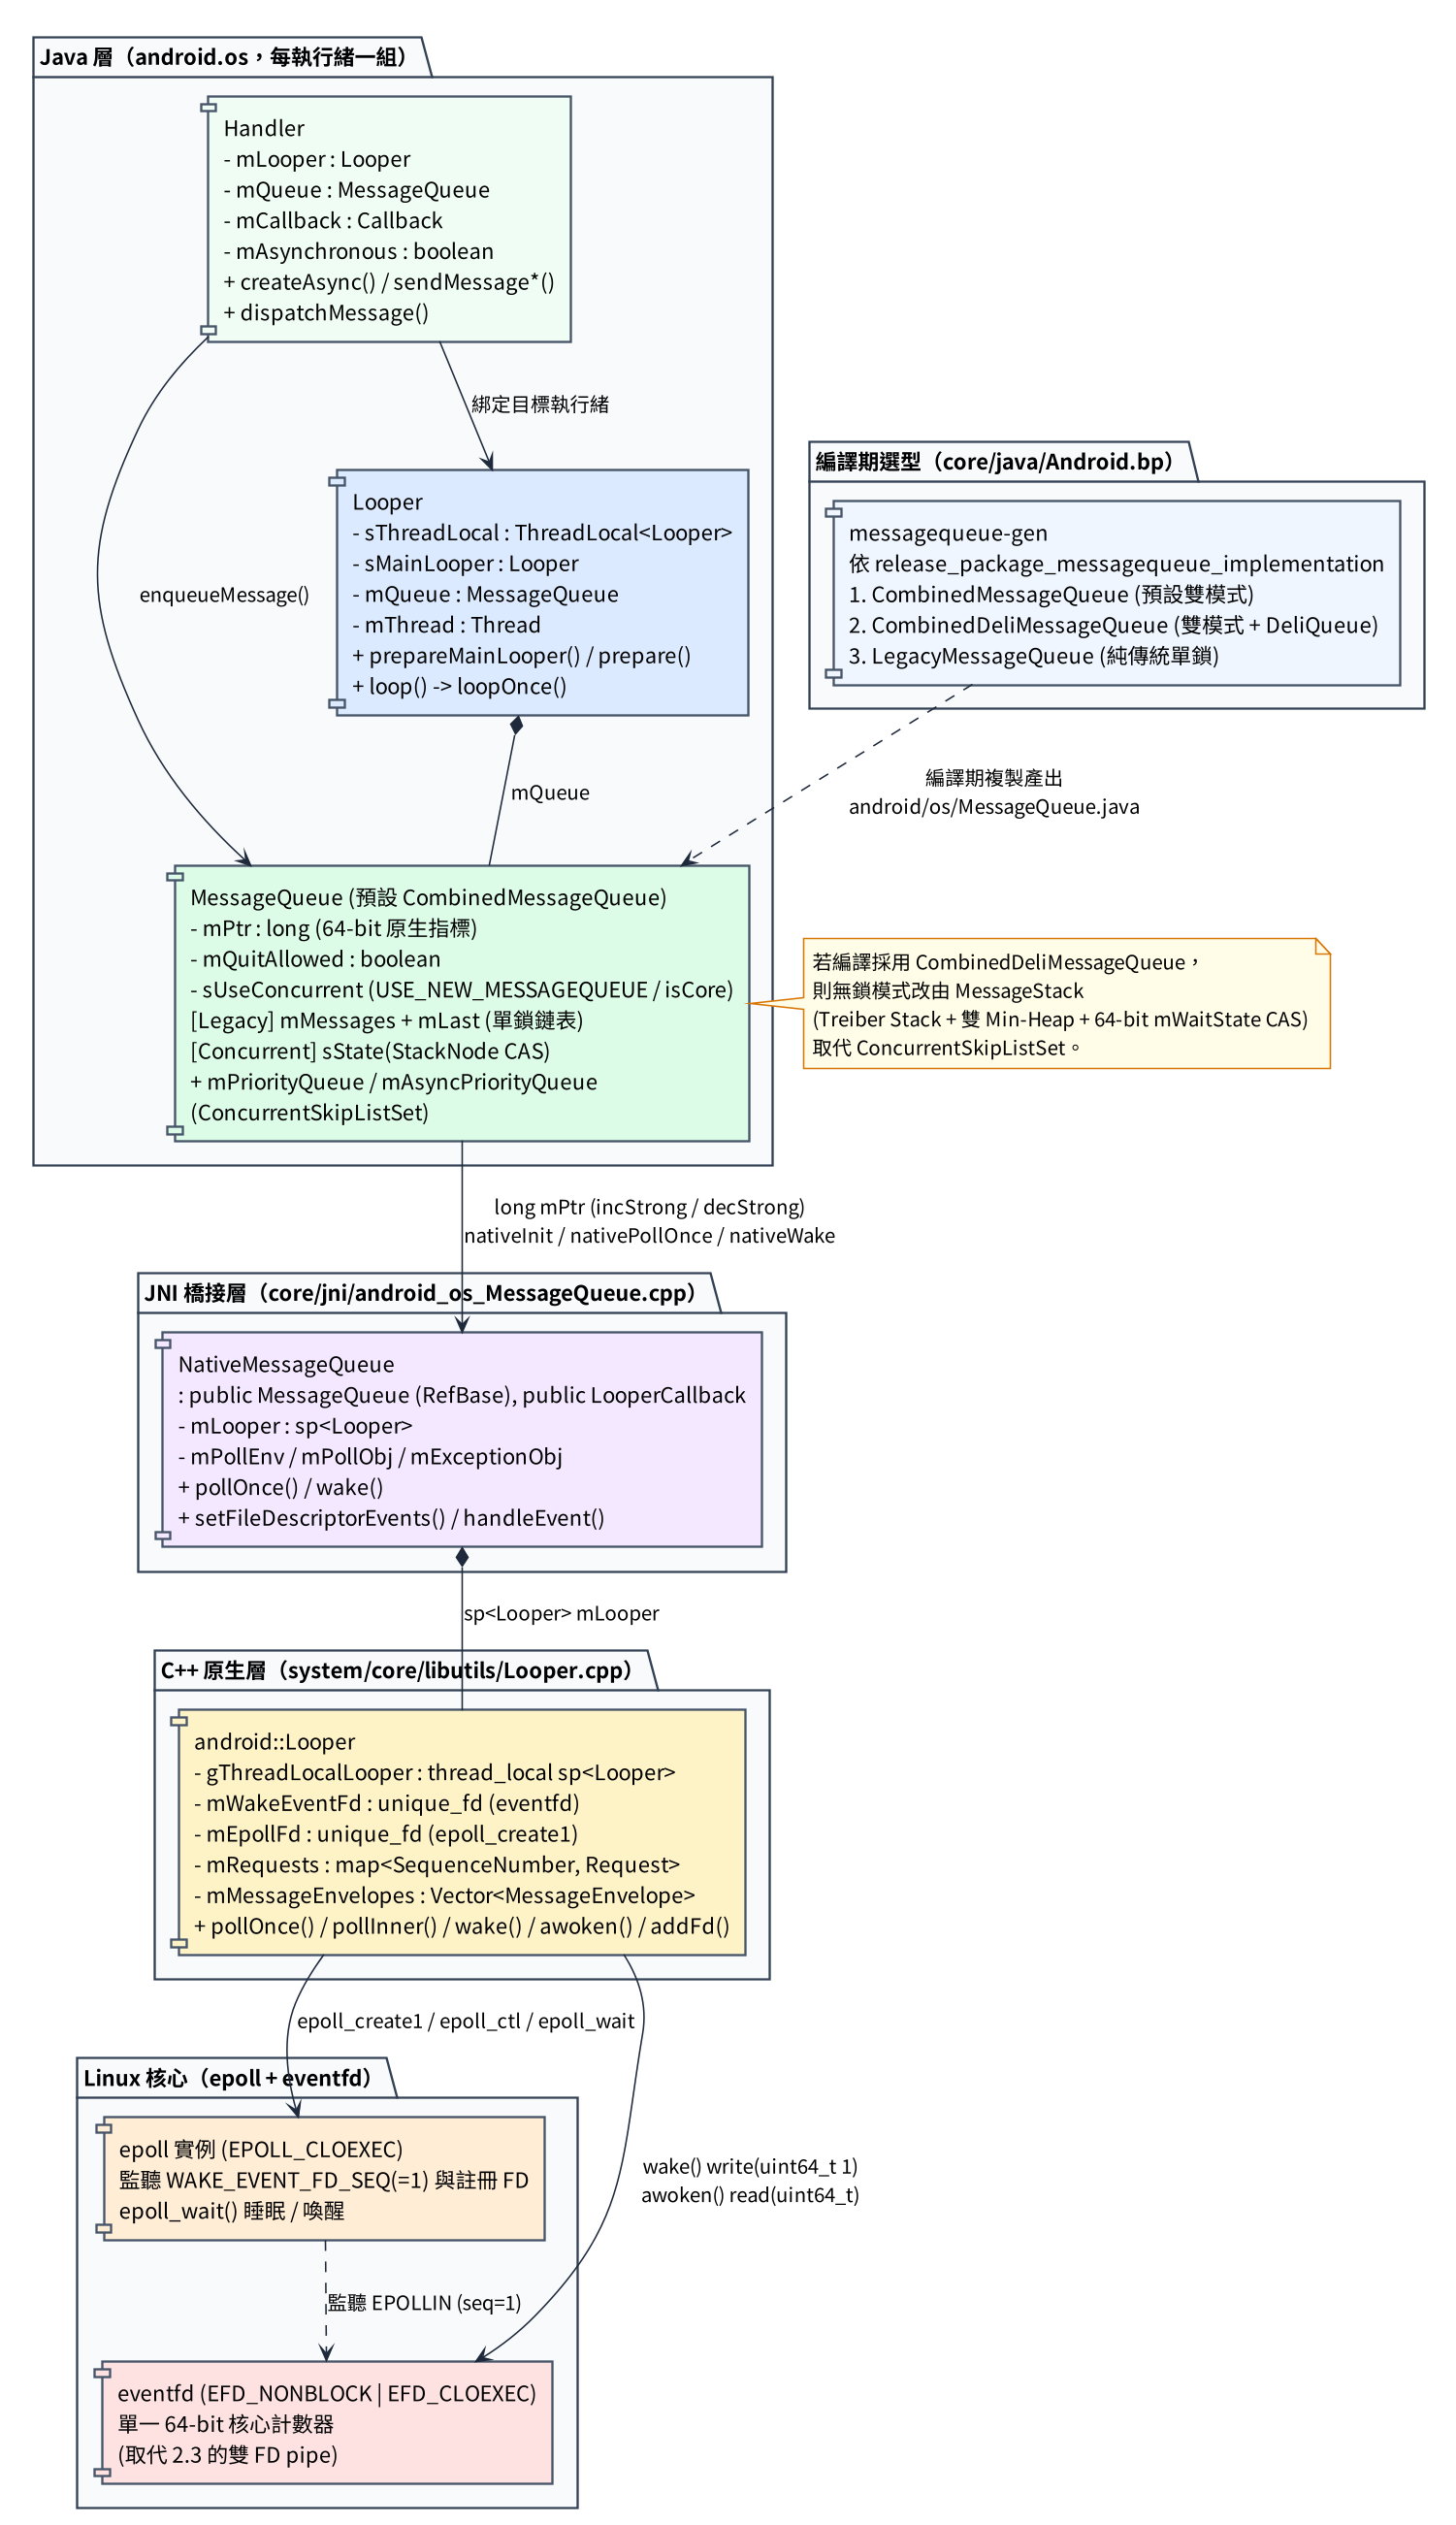 Java 層（android.os，每執行緒一組）
Handler
- mLooper : Looper
- mQueue : MessageQueue
- mCallback : Callback
- mAsynchronous : boolean
+ createAsync() / sendMessage*()
+ dispatchMessage()
綁定目標執行緒
enqueueMessage()
Looper
- sThreadLocal : ThreadLocal<Looper>
- sMainLooper : Looper
- mQueue : MessageQueue
- mThread : Thread
+ prepareMainLooper() / prepare()
+ loop() -> loopOnce()
編譯期選型（core/java/Android.bp）
messagequeue-gen
依 release_package_messagequeue_implementation
1. CombinedMessageQueue (預設雙模式)
2. CombinedDeliMessageQueue (雙模式 + DeliQueue)
3. LegacyMessageQueue (純傳統單鎖)
mQueue
編譯期複製產出
android/os/MessageQueue.java
MessageQueue (預設 CombinedMessageQueue)
- mPtr : long (64-bit 原生指標)
- mQuitAllowed : boolean
- sUseConcurrent (USE_NEW_MESSAGEQUEUE / isCore)
[Legacy] mMessages + mLast (單鎖鏈表)
[Concurrent] sState(StackNode CAS)
+ mPriorityQueue / mAsyncPriorityQueue
(ConcurrentSkipListSet)
若編譯採用 CombinedDeliMessageQueue，
則無鎖模式改由 MessageStack
(Treiber Stack + 雙 Min-Heap + 64-bit mWaitState CAS)
取代 ConcurrentSkipListSet。
long mPtr (incStrong / decStrong)
nativeInit / nativePollOnce / nativeWake
JNI 橋接層（core/jni/android_os_MessageQueue.cpp）
NativeMessageQueue
: public MessageQueue (RefBase), public LooperCallback
- mLooper : sp<Looper>
- mPollEnv / mPollObj / mExceptionObj
+ pollOnce() / wake()
+ setFileDescriptorEvents() / handleEvent()
sp<Looper> mLooper
C++ 原生層（system/core/libutils/Looper.cpp）
android::Looper
- gThreadLocalLooper : thread_local sp<Looper>
- mWakeEventFd : unique_fd (eventfd)
- mEpollFd : unique_fd (epoll_create1)
- mRequests : map<SequenceNumber, Request>
- mMessageEnvelopes : Vector<MessageEnvelope>
+ pollOnce() / pollInner() / wake() / awoken() / addFd()
epoll_create1 / epoll_ctl / epoll_wait
Linux 核心（epoll + eventfd）
epoll 實例 (EPOLL_CLOEXEC)
監聽 WAKE_EVENT_FD_SEQ(=1) 與註冊 FD
epoll_wait() 睡眠 / 喚醒
wake() write(uint64_t 1)
awoken() read(uint64_t)
監聽 EPOLLIN (seq=1)
eventfd (EFD_NONBLOCK | EFD_CLOEXEC)
單一 64-bit 核心計數器
(取代 2.3 的雙 FD pipe)